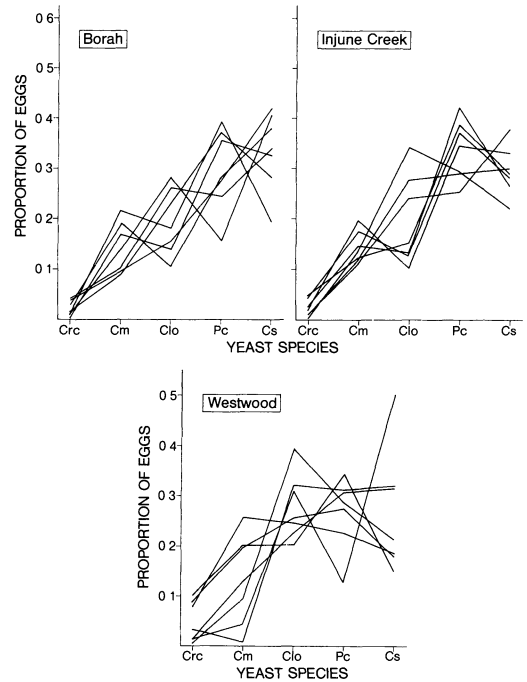 Borah
Injune Creek
PROPORTION OF EGGS
0 6
0 5
0 4
0 3
0 2
0 1
Crc Cm Clo Pc Cs
Crc Cm Clo Pc Cs
YEAST SPECIES
Westwood
PROPORTION OF EGGS
0 5
0 4
0 3
0 2
0 1
Crc Cm Clo Pc Cs
YEAST SPECIES